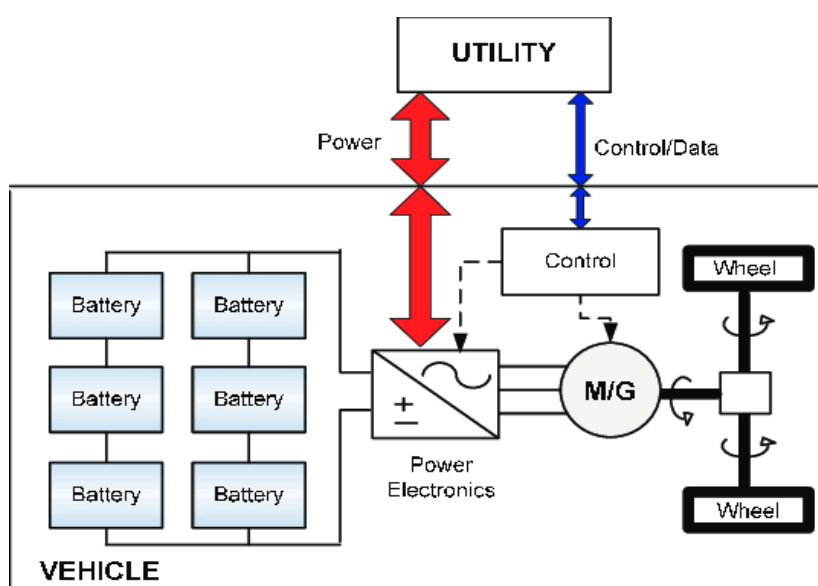 UTILITY
Power
Control/Data
Control
Wheel
Battery
Battery
Battery
Battery
M/G
Power
Electronics
Battery
Battery
Wheel
VEHICLE